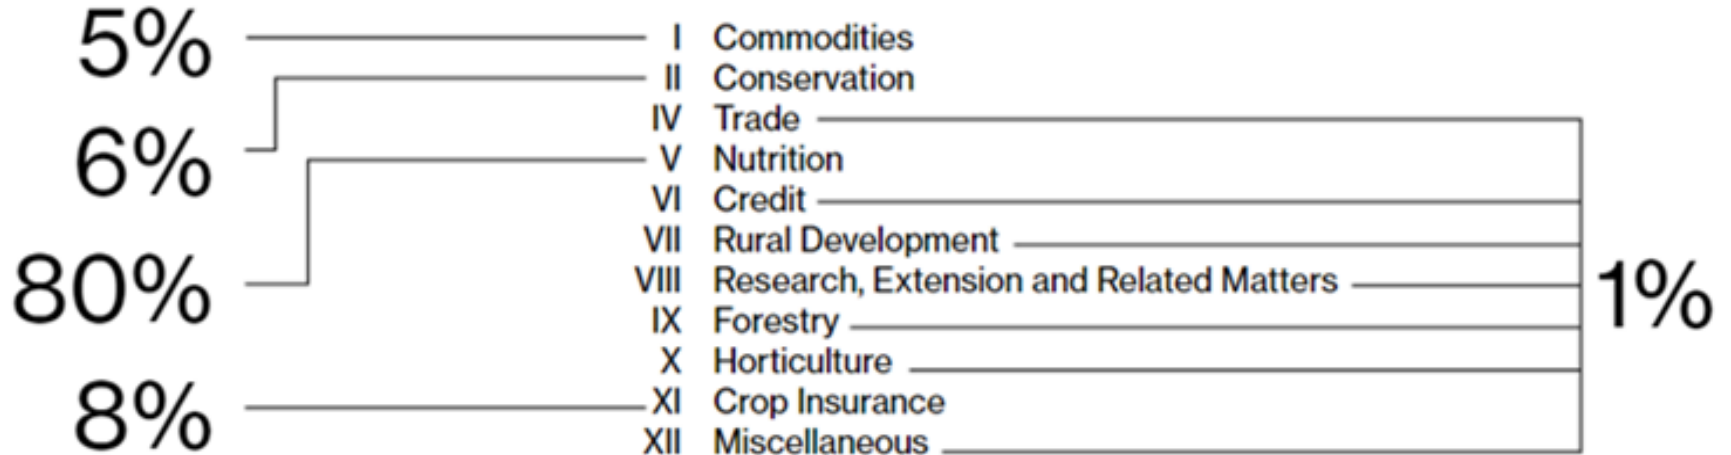 5%
6%
80%
8%
I Commodities
II Conservation
IV Trade
V Nutrition
VI Credit
VII Rural Development
VIII Research, Extension and Related Matters
IX Forestry
X Horticulture
XI Crop Insurance
XII Miscellaneous
1%